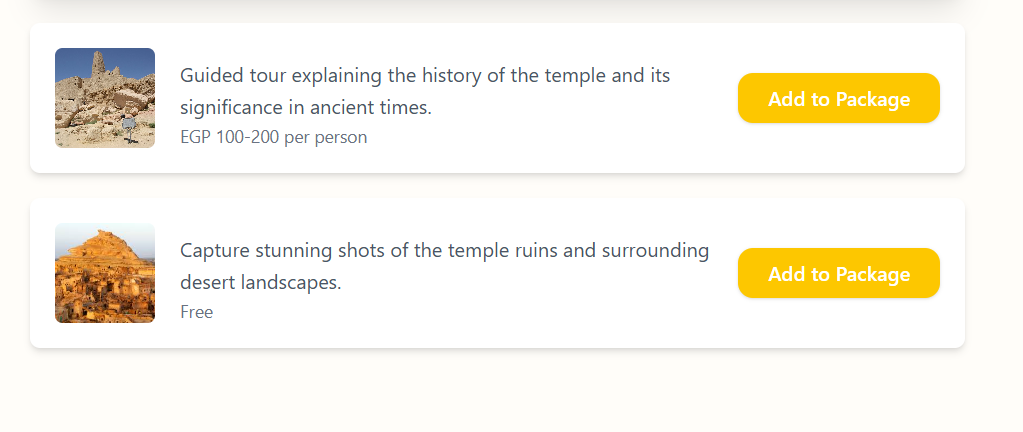 Guided tour explaining the history of the temple and its
significance in ancient times.
EGP 100-200 per person
Add to Package
Capture stunning shots of the temple ruins and surrounding
desert landscapes.
Free
Add to Package